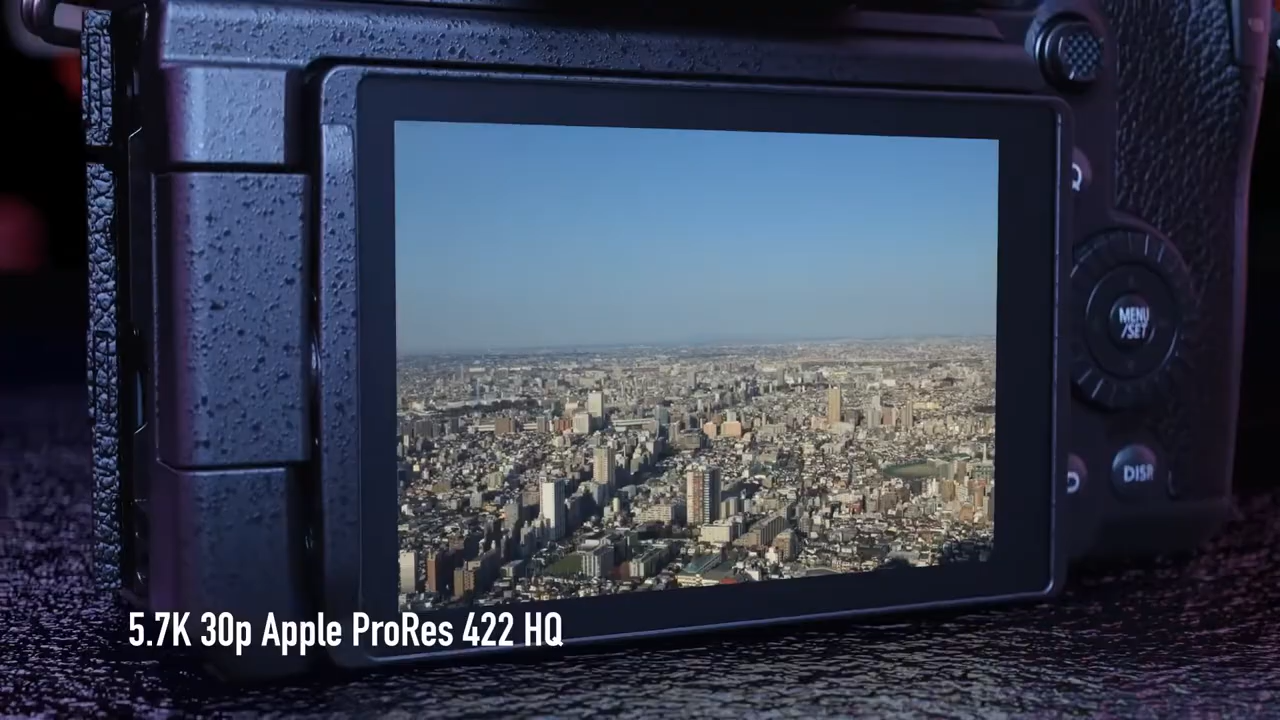 Q
MENU
/SET
DISP.
5.7K 30p Apple ProRes 422 HQ